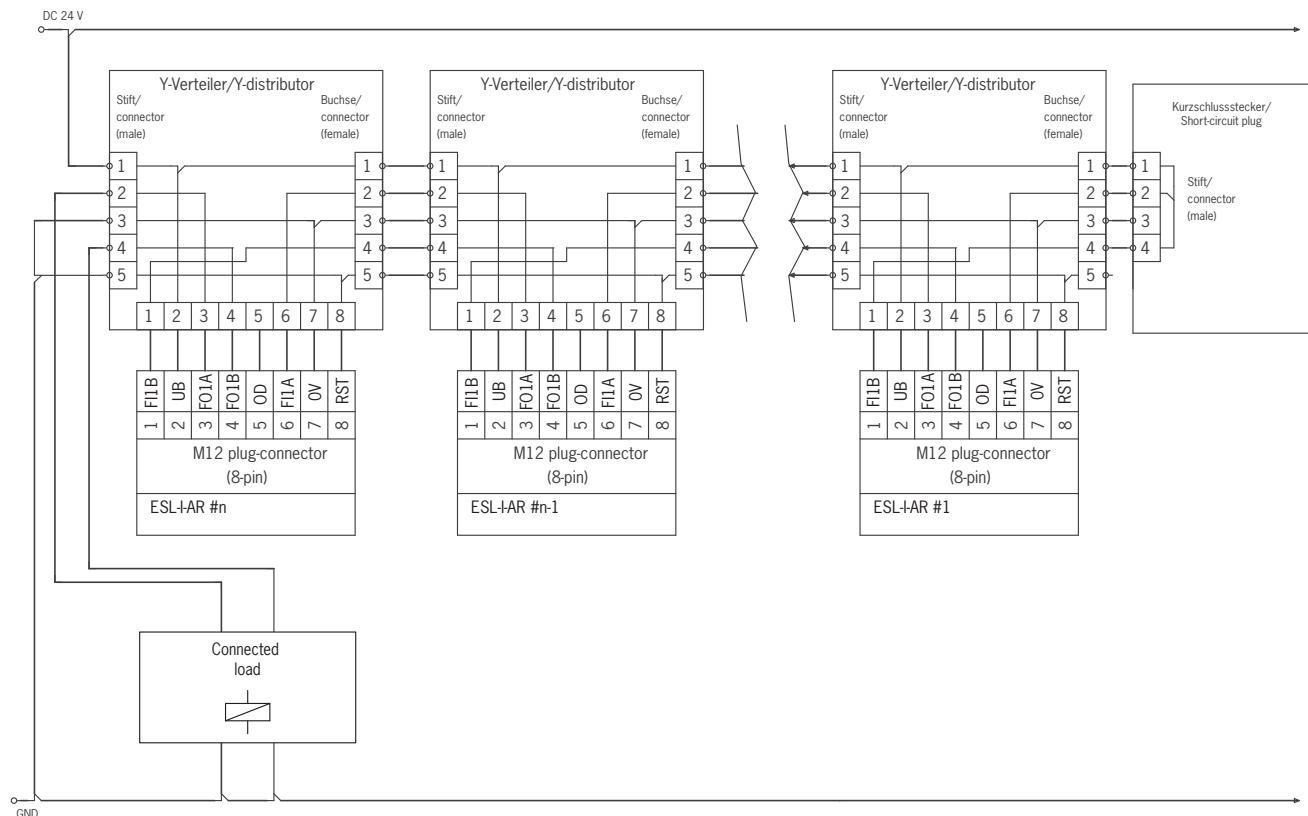 DC 24 V
Y-Verteiler/Y-distributor
Stift/
connector
(male)
Buchse/
connector
(female)
1
2
3
4
5
1
2
3
4
5
1 2 3 4 5 6 7 8
FI1B UB FO1A FO1B OD FI1A 0V RST
1 2 3 4 5 6 7 8
M12 plug-connector
(8-pin)
ESL-I-AR #n
Y-Verteiler/Y-distributor
Stift/
connector
(male)
Buchse/
connector
(female)
1
2
3
4
5
1
2
3
4
5
1 2 3 4 5 6 7 8
FI1B UB FO1A FO1B OD FI1A 0V RST
1 2 3 4 5 6 7 8
M12 plug-connector
(8-pin)
ESL-I-AR #n-1
Y-Verteiler/Y-distributor
Stift/
connector
(male)
Buchse/
connector
(female)
1
2
3
4
5
1
2
3
4
5
1 2 3 4 5 6 7 8
FI1B UB FO1A FO1B OD FI1A 0V RST
1 2 3 4 5 6 7 8
M12 plug-connector
(8-pin)
ESL-I-AR #1
Kurzschlussstecker/
Short-circuit plug
1
2
3
4
Stift/
connector
(male)
Connected
load
GND